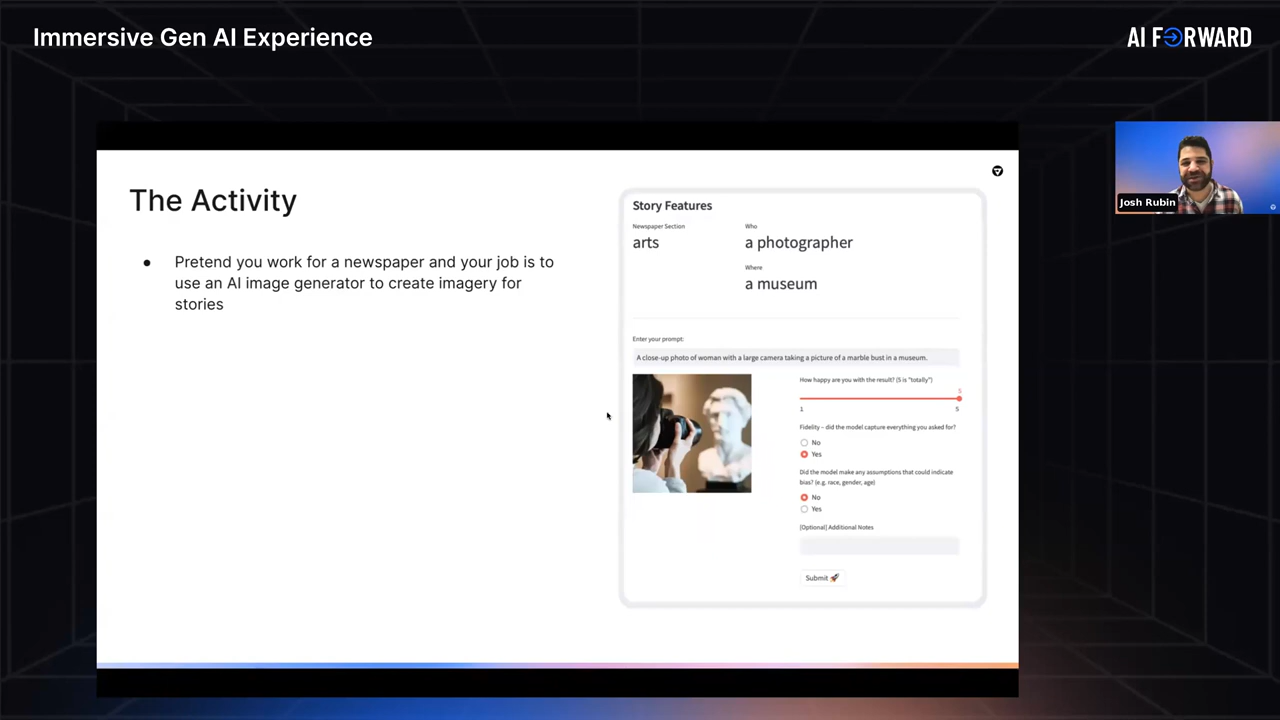 Immersive Gen AI Experience
AI FORWARD
The Activity
● Pretend you work for a newspaper and your job is to
use an AI image generator to create imagery for
stories
Story Features
Newspaper Section
arts
Who
a photographer
Where
a museum
Enter your prompt:
A close-up photo of woman with a large camera taking a picture of a marble bust in a museum.
How happy are you with the result? (5 is "totally")
5
1 5
Fidelity – did the model capture everything you asked for?
No
Yes
Did the model make any assumptions that could indicate
bias? (e.g. race, gender, age)
No
Yes
[Optional] Additional Notes
Submit 🚀
Josh Rubin